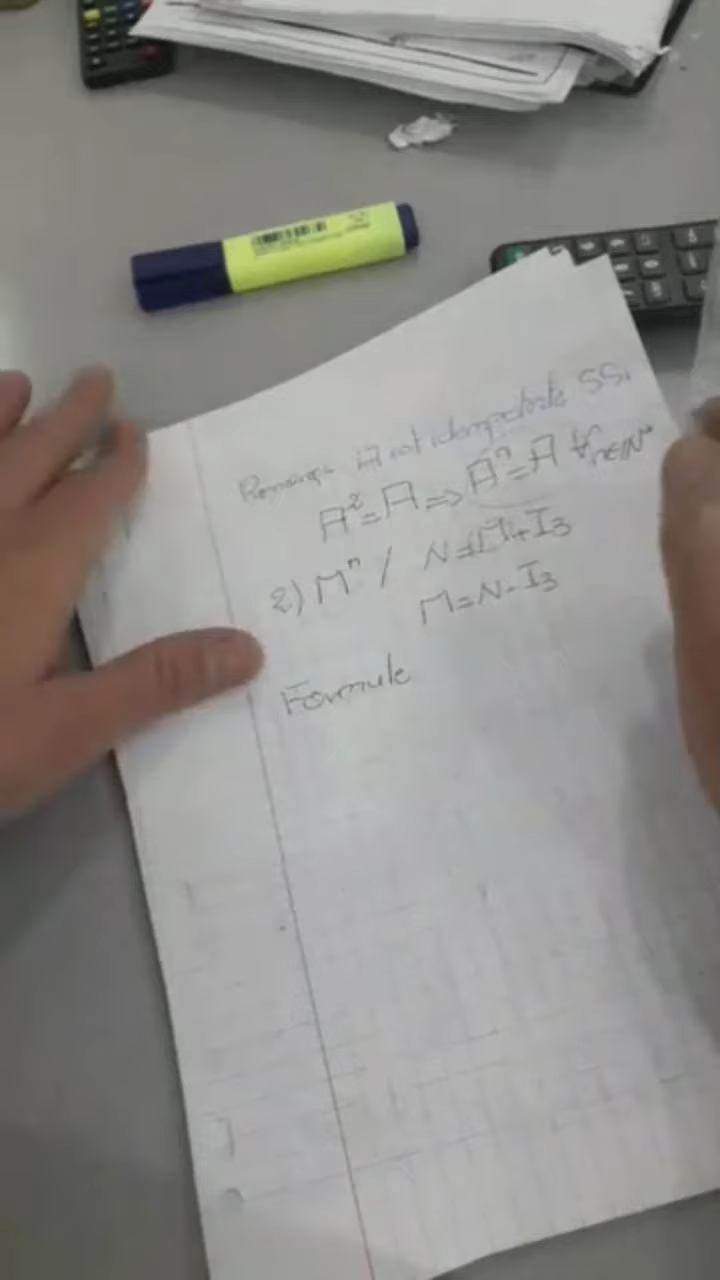 Remarque A est idempotente SSi
A² = A ⇒ Aⁿ = A ∀n∈ℕ*
2) Mⁿ / N = M + I₃
M = N - I₃
Formule